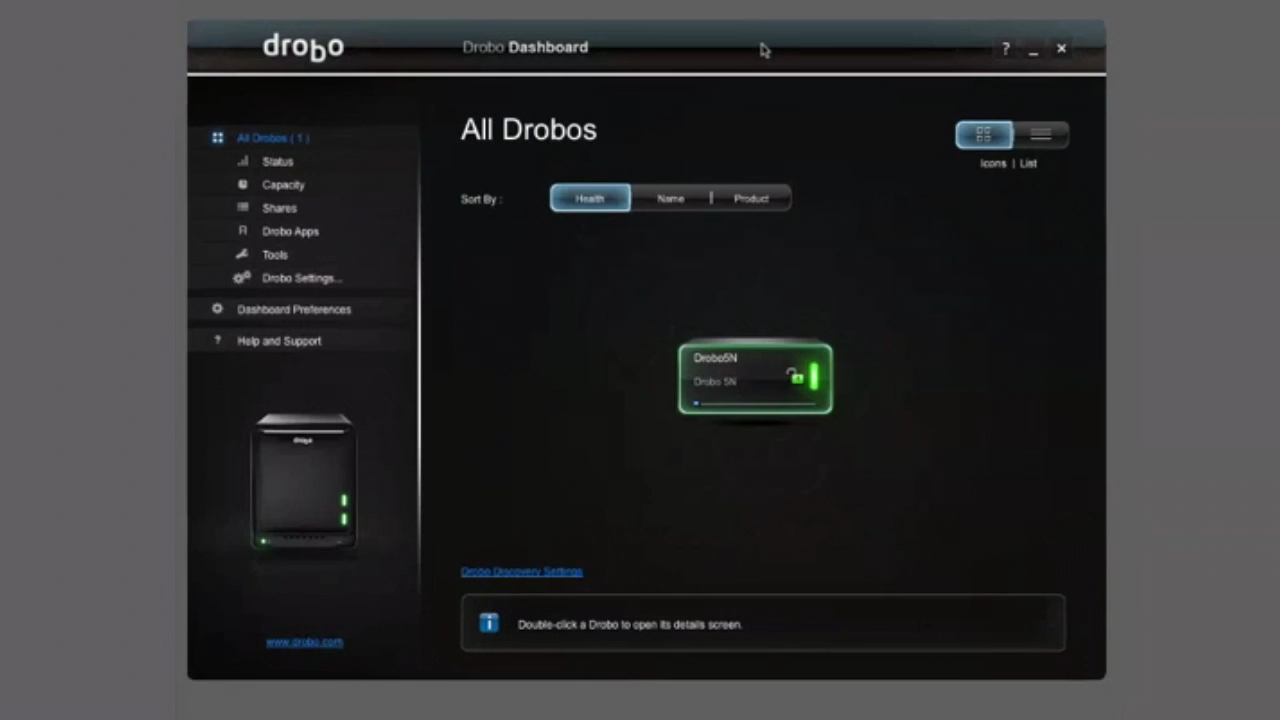 drobo
Drobo Dashboard
? _ ×
All Drobos ( 1 )
Status
Capacity
Shares
Drobo Apps
Tools
Drobo Settings...
Dashboard Preferences
? Help and Support
drobo
www.drobo.com
All Drobos
Icons | List
Sort By :
Health
Name | Product
Drobo5N
Drobo 5N
Drobo Discovery Settings
i Double-click a Drobo to open its details screen.